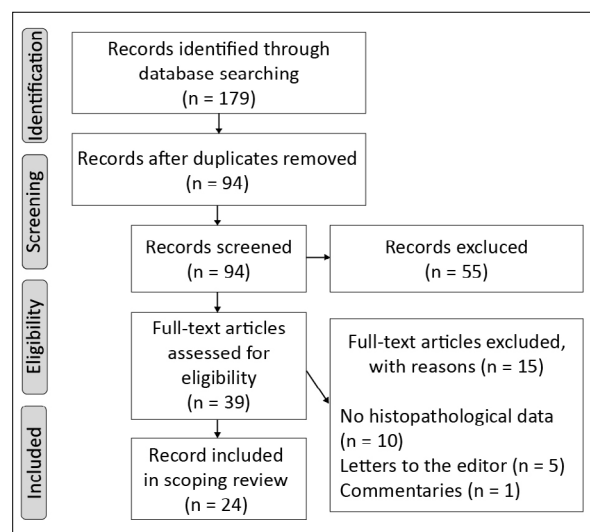 Identification
Records identified through
database searching
(n = 179)
Records after duplicates removed
(n = 94)
Screening
Records screened
(n = 94)
Records excluced
(n = 55)
Eligibility
Full-text articles
assessed for
eligibility
(n = 39)
Full-text articles excluded,
with reasons (n = 15)
No histopathological data
(n = 10)
Letters to the editor (n = 5)
Commentaries (n = 1)
Included
Record included
in scoping review
(n = 24)